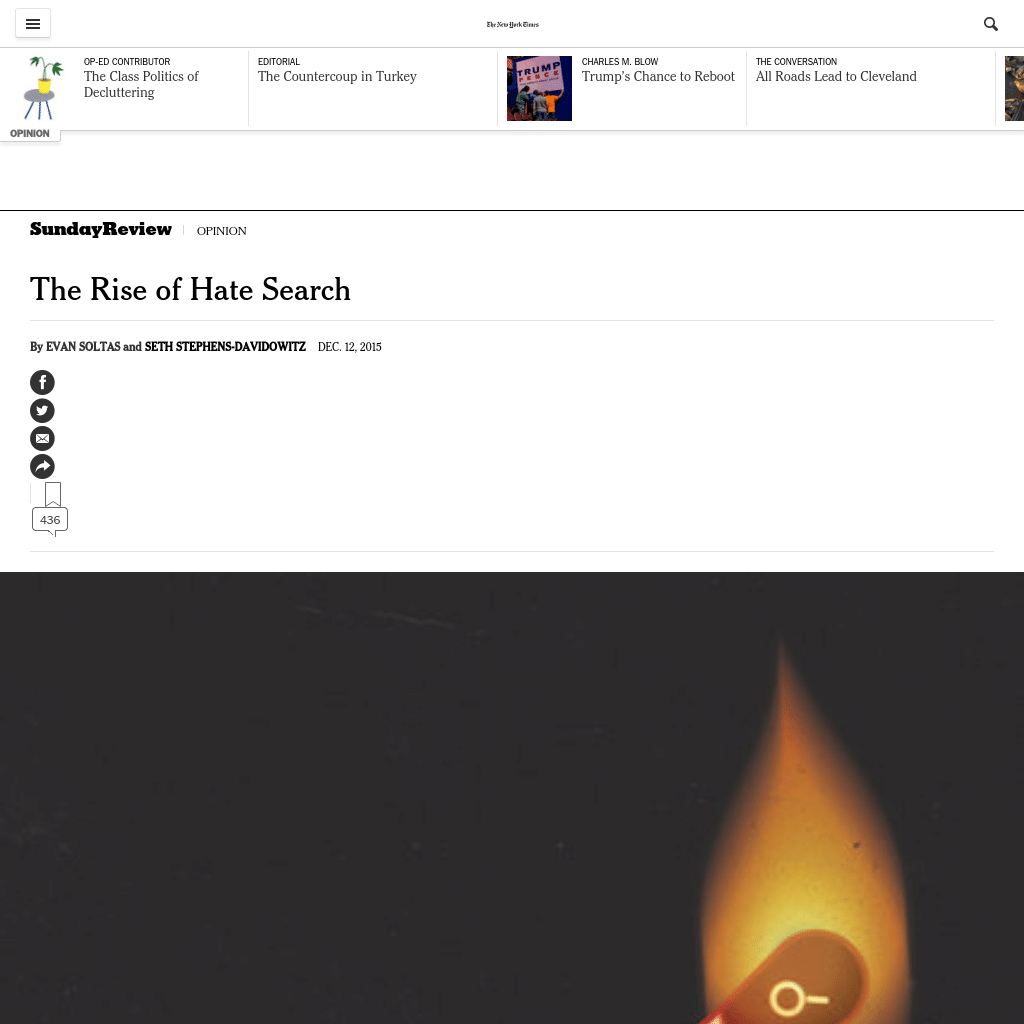 The New York Times
OP-ED CONTRIBUTOR
The Class Politics of
Decluttering
EDITORIAL
The Countercoup in Turkey
TRUMP
PENCE
CHARLES M. BLOW
Trump's Chance to Reboot
THE CONVERSATION
All Roads Lead to Cleveland
OPINION
SundayReview | OPINION
The Rise of Hate Search
By EVAN SOLTAS and SETH STEPHENS-DAVIDOWITZ DEC. 12, 2015
436